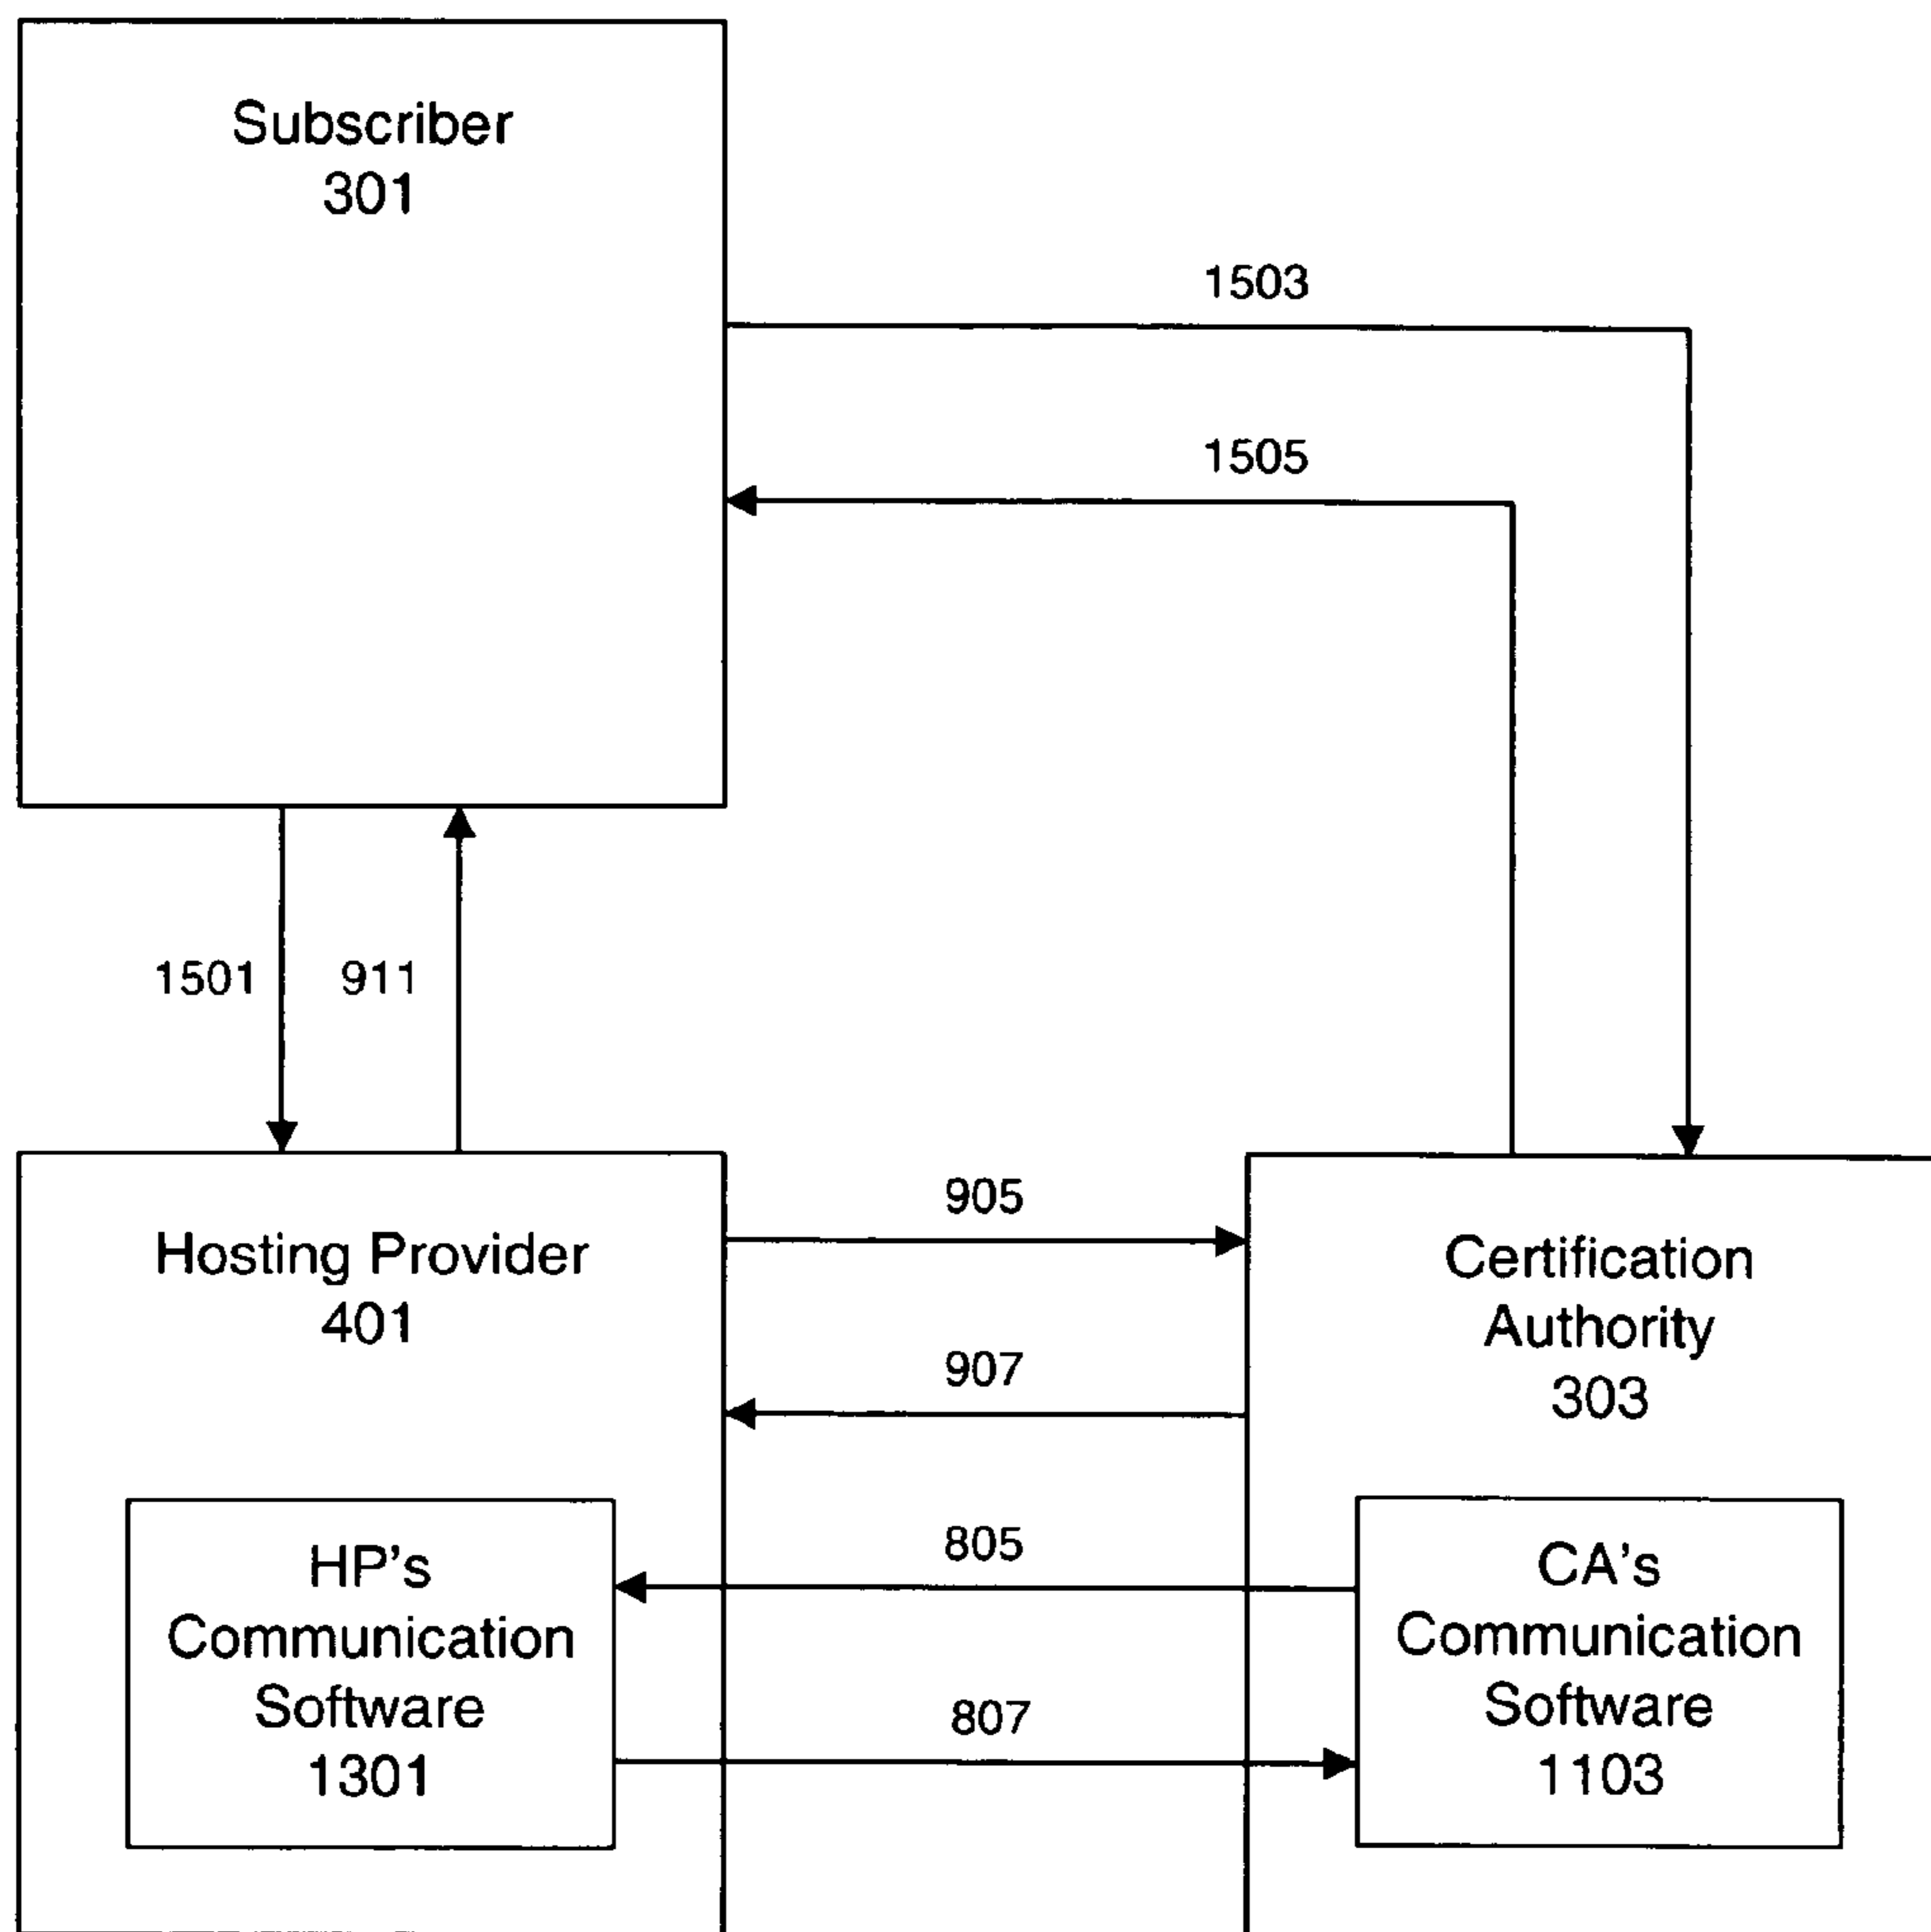 Subscriber
301
1503
1505
1501
911
Hosting Provider
401
905
907
Certification
Authority
303
HP's
Communication
Software
1301
805
807
CA's
Communication
Software
1103